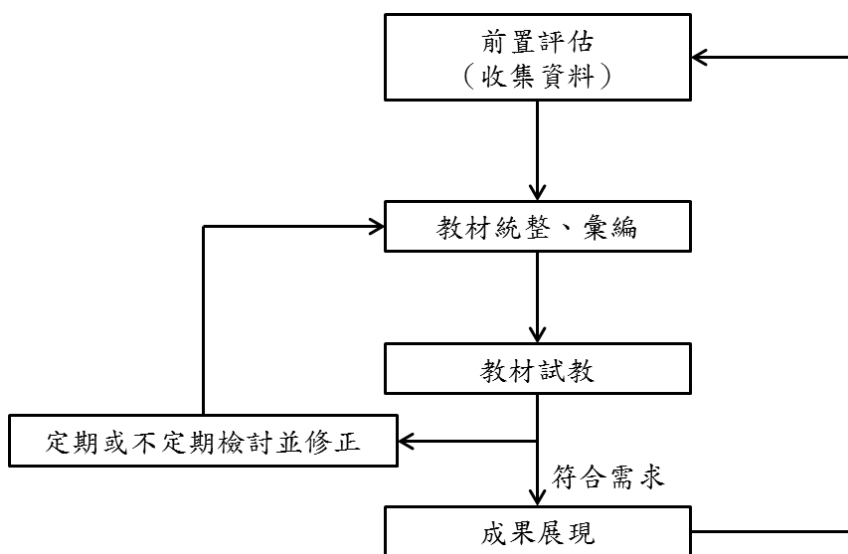 前置評估
（收集資料）
教材統整、彙編
教材試教
定期或不定期檢討並修正
符合需求
成果展現